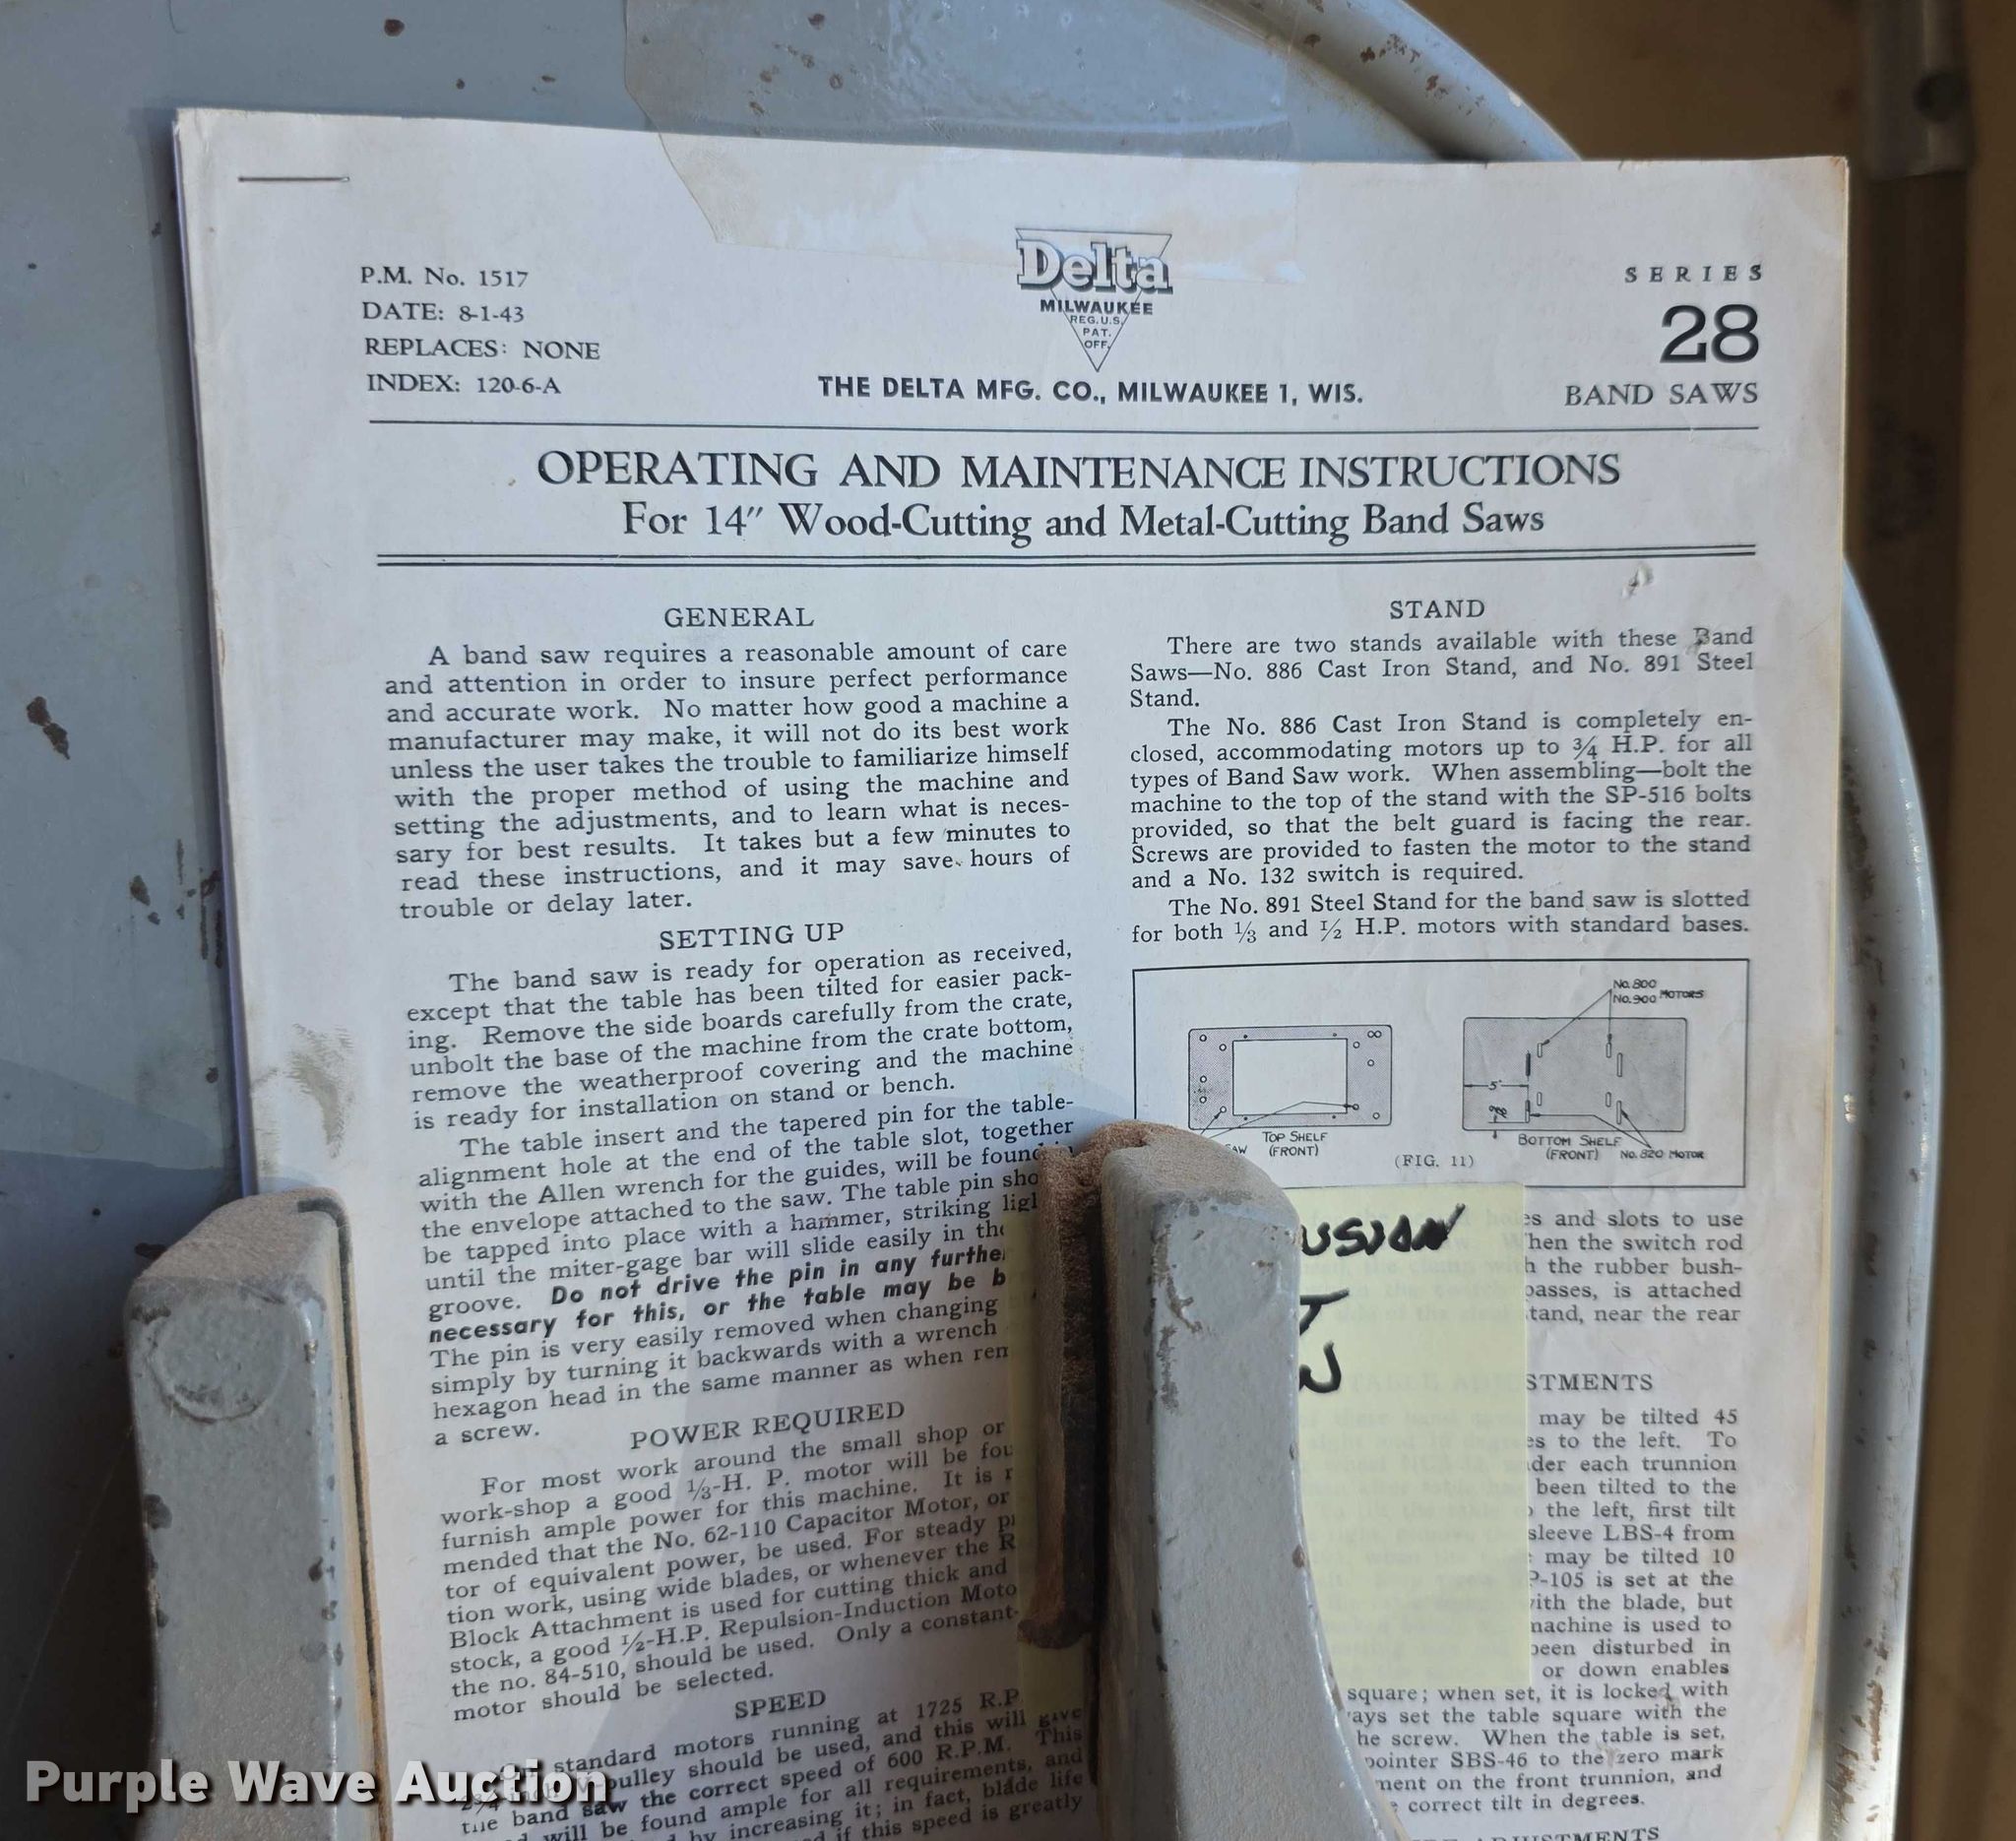 P.M. No. 1517
DATE: 8-1-43
REPLACES: NONE
INDEX: 120-6-A
Delta
MILWAUKEE
REG.U.S.
PAT.
OFF.
THE DELTA MFG. CO., MILWAUKEE 1, WIS.
SERIES
28
BAND SAWS
OPERATING AND MAINTENANCE INSTRUCTIONS
For 14″ Wood-Cutting and Metal-Cutting Band Saws
GENERAL
A band saw requires a reasonable amount of care
and attention in order to insure perfect performance
and accurate work. No matter how good a machine a
manufacturer may make, it will not do its best work
unless the user takes the trouble to familiarize himself
with the proper method of using the machine and
setting the adjustments, and to learn what is neces-
sary for best results. It takes but a few minutes to
read these instructions, and it may save hours of
trouble or delay later.
SETTING UP
The band saw is ready for operation as received,
except that the table has been tilted for easier pack-
ing. Remove the side boards carefully from the crate,
unbolt the base of the machine from the crate bottom,
remove the weatherproof covering and the machine
is ready for installation on stand or bench.
The table insert and the tapered pin for the table-
alignment hole at the end of the table slot, together
with the Allen wrench for the guides, will be found
the envelope attached to the saw. The table pin sho
be tapped into place with a hammer, striking ligl
until the miter-gage bar will slide easily in the
groove. Do not drive the pin in any furthe
necessary for this, or the table may be b
The pin is very easily removed when changing
simply by turning it backwards with a wrench
hexagon head in the same manner as when rem
a screw.
POWER REQUIRED
For most work around the small shop or
work-shop a good 1/3-H. P. motor will be fou
furnish ample power for this machine. It is r
mended that the No. 62-110 Capacitor Motor, or
tor of equivalent power, be used. For steady p
tion work, using wide blades, or whenever the R
Block Attachment is used for cutting thick and
stock, a good 1/2-H.P. Repulsion-Induction Moto
the no. 84-510, should be used. Only a constant-
motor should be selected.
SPEED
standard motors running at 1725 R.P
pulley should be used, and this will give
the band saw the correct speed of 600 R.P.M. This
will be found ample for all requirements, and
by increasing it; in fact, blade life
if this speed is greatly
STAND
There are two stands available with these Band
Saws—No. 886 Cast Iron Stand, and No. 891 Steel
Stand.
The No. 886 Cast Iron Stand is completely en-
closed, accommodating motors up to 3/4 H.P. for all
types of Band Saw work. When assembling—bolt the
machine to the top of the stand with the SP-516 bolts
provided, so that the belt guard is facing the rear.
Screws are provided to fasten the motor to the stand
and a No. 132 switch is required.
The No. 891 Steel Stand for the band saw is slotted
for both 1/3 and 1/2 H.P. motors with standard bases.
No. 800
No. 900 MOTORS
5"
TOP SHELF
(FRONT)
(FIG. 11)
BOTTOM SHELF
(FRONT)
No. 820 MOTOR
USION
es and slots to use
hen the switch rod
h the rubber bush-
passes, is attached
tand, near the rear
STMENTS
may be tilted 45
es to the left. To
der each trunnion
been tilted to the
the left, first tilt
sleeve LBS-4 from
may be tilted 10
P-105 is set at the
ith the blade, but
machine is used to
been disturbed in
or down enables
square; when set, it is locked with
ays set the table square with the
he screw. When the table is set,
pointer SBS-46 to the zero mark
ment on the front trunnion, and
correct tilt in degrees.
Purple Wave Auction